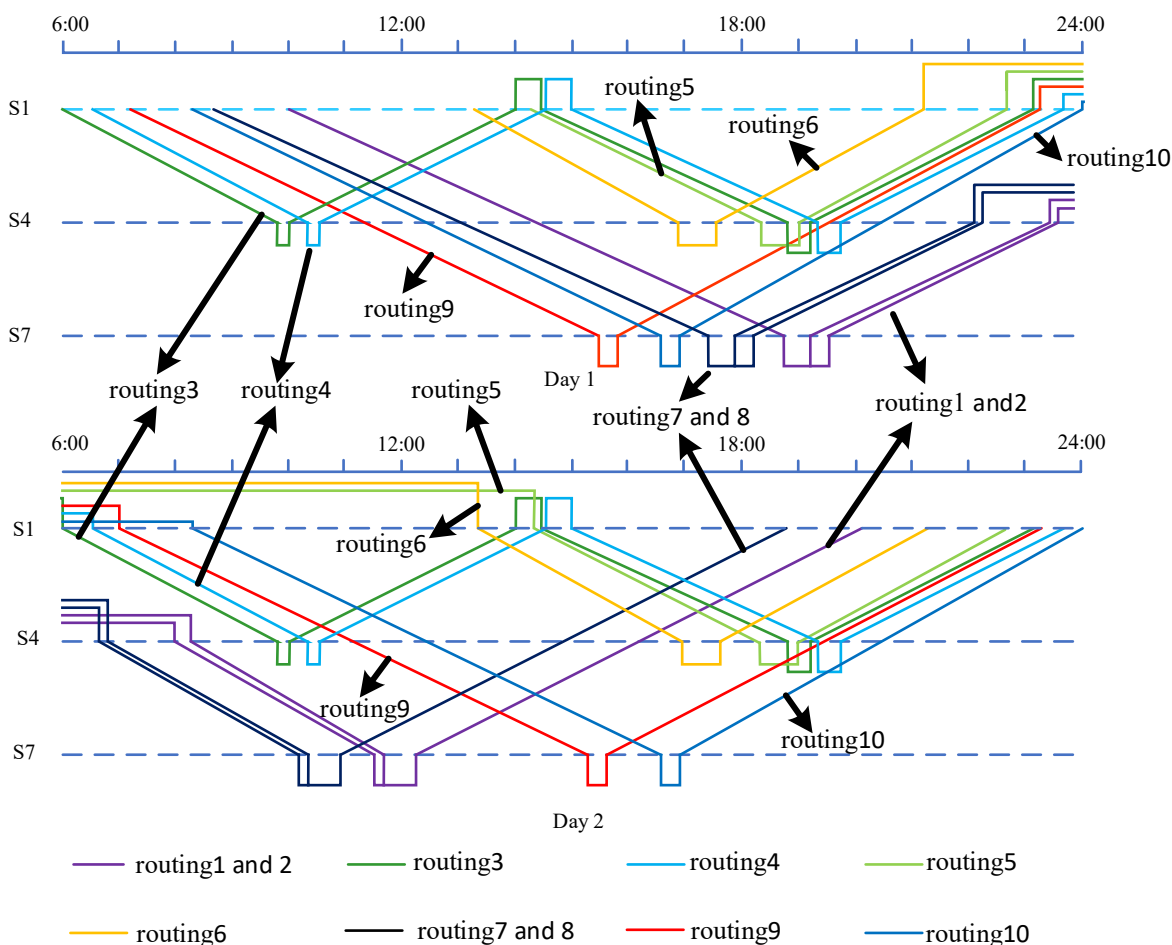 6:00 12:00 18:00 24:00
routing5
S1
routing6
routing10
S4
routing9
S7
Day 1
routing3 routing4 routing5 routing7 and 8 routing1 and2
6:00 12:00 18:00 24:00
S1
routing6
S4
routing9
routing10
S7
Day 2
routing1 and 2 routing3 routing4 routing5
routing6 routing7 and 8 routing9 routing10